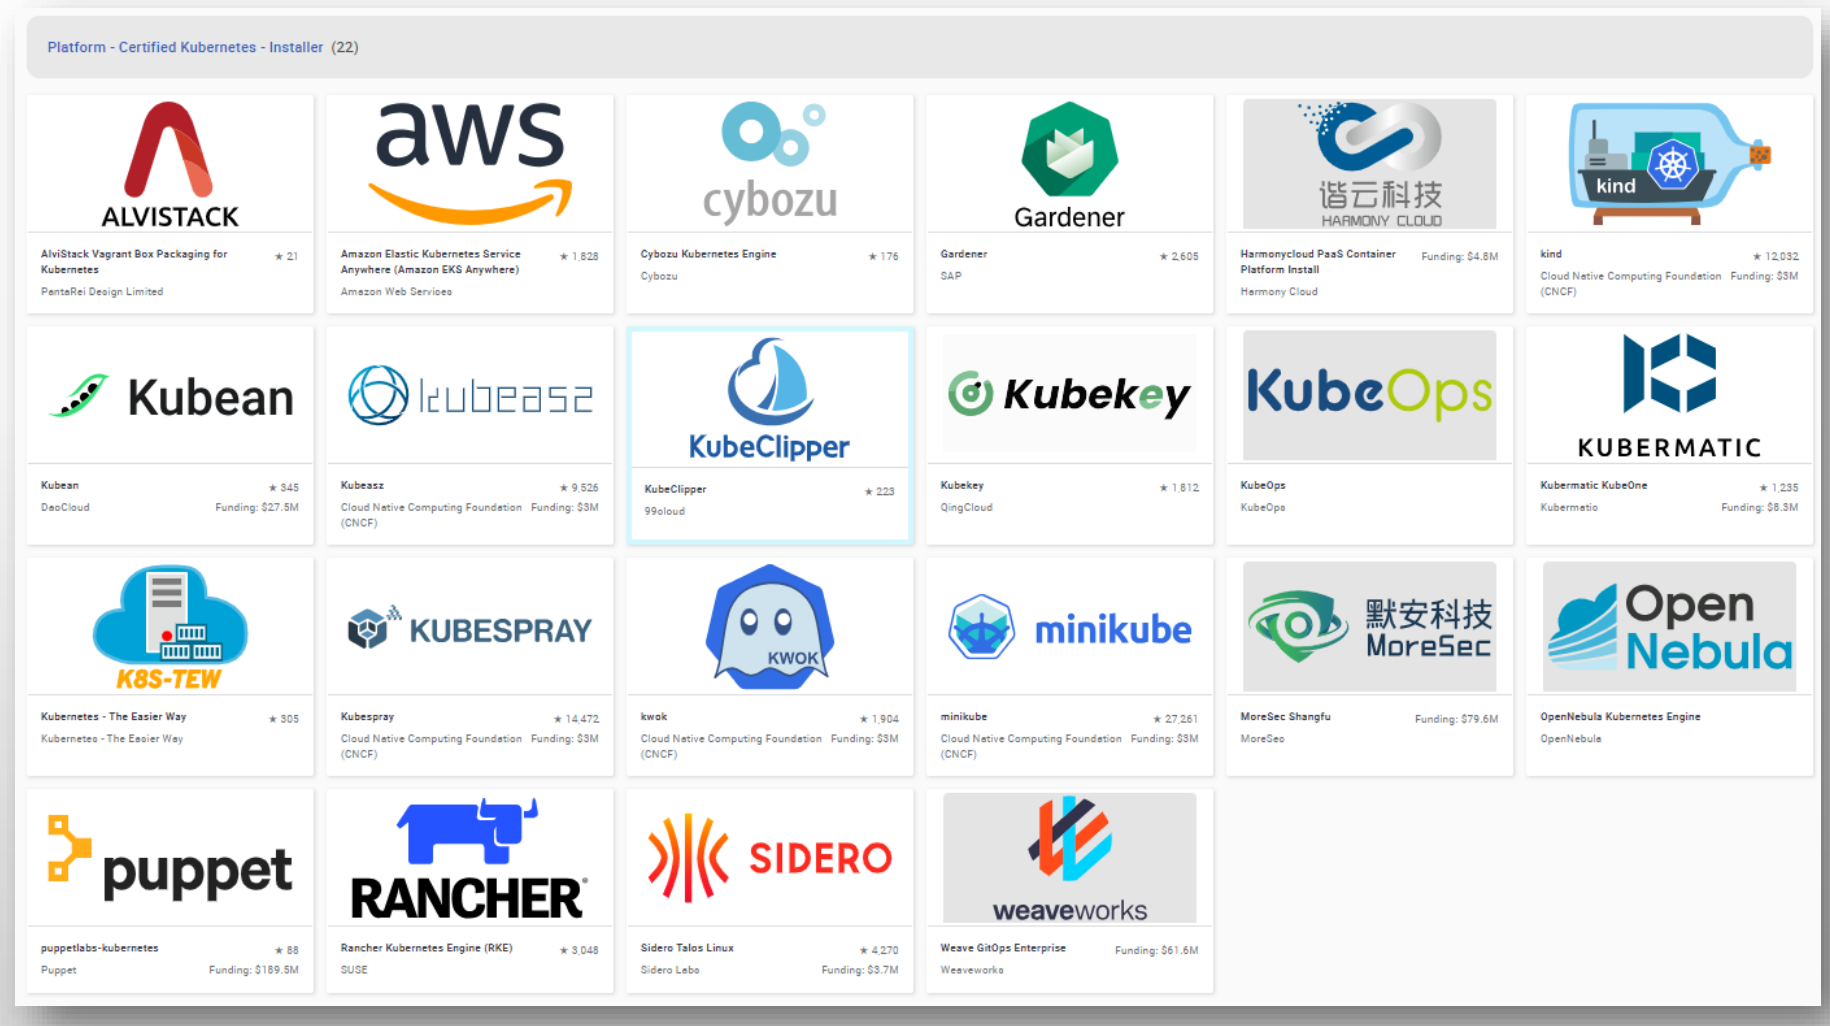 Platform - Certified Kubernetes - Installer (22)
ALVISTACK
AlviStack Vagrant Box Packaging for
Kubernetes
★ 21
PantaRei Design Limited
aws
Amazon Elastic Kubernetes Service
Anywhere (Amazon EKS Anywhere)
★ 1,828
Amazon Web Services
cybozu
Cybozu Kubernetes Engine
★ 176
Cybozu
Gardener
Gardener
★ 2,605
SAP
谐云科技
HARMONY CLOUD
Harmonycloud PaaS Container
Platform Install
Funding: $4.8M
Harmony Cloud
kind
kind
★ 12,032
Cloud Native Computing Foundation
(CNCF)
Funding: $3M
Kubean
Kubean
★ 345
DaoCloud
Funding: $27.5M
kubeasz
Kubeasz
★ 9,526
Cloud Native Computing Foundation
(CNCF)
Funding: $3M
KubeClipper
KubeClipper
★ 223
99cloud
Kubekey
Kubekey
★ 1,812
QingCloud
KubeOps
KubeOps
KubeOps
KUBERMATIC
Kubermatic KubeOne
★ 1,235
Kubermatic
Funding: $8.3M
K8S-TEW
Kubernetes - The Easier Way
★ 305
Kubernetes - The Easier Way
KUBESPRAY
Kubespray
★ 14,472
Cloud Native Computing Foundation
(CNCF)
Funding: $3M
KWOK
kwok
★ 1,904
Cloud Native Computing Foundation
(CNCF)
Funding: $3M
minikube
minikube
★ 27,261
Cloud Native Computing Foundation
(CNCF)
Funding: $3M
默安科技
MoreSec
MoreSec Shangfu
Funding: $79.6M
MoreSec
Open
Nebula
OpenNebula Kubernetes Engine
OpenNebula
puppet
puppetlabs-kubernetes
★ 88
Puppet
Funding: $189.5M
RANCHER®
Rancher Kubernetes Engine (RKE)
★ 3,048
SUSE
SIDERO
Sidero Talos Linux
★ 4,270
Sidero Labs
Funding: $3.7M
weaveworks
Weave GitOps Enterprise
Funding: $61.6M
Weaveworks